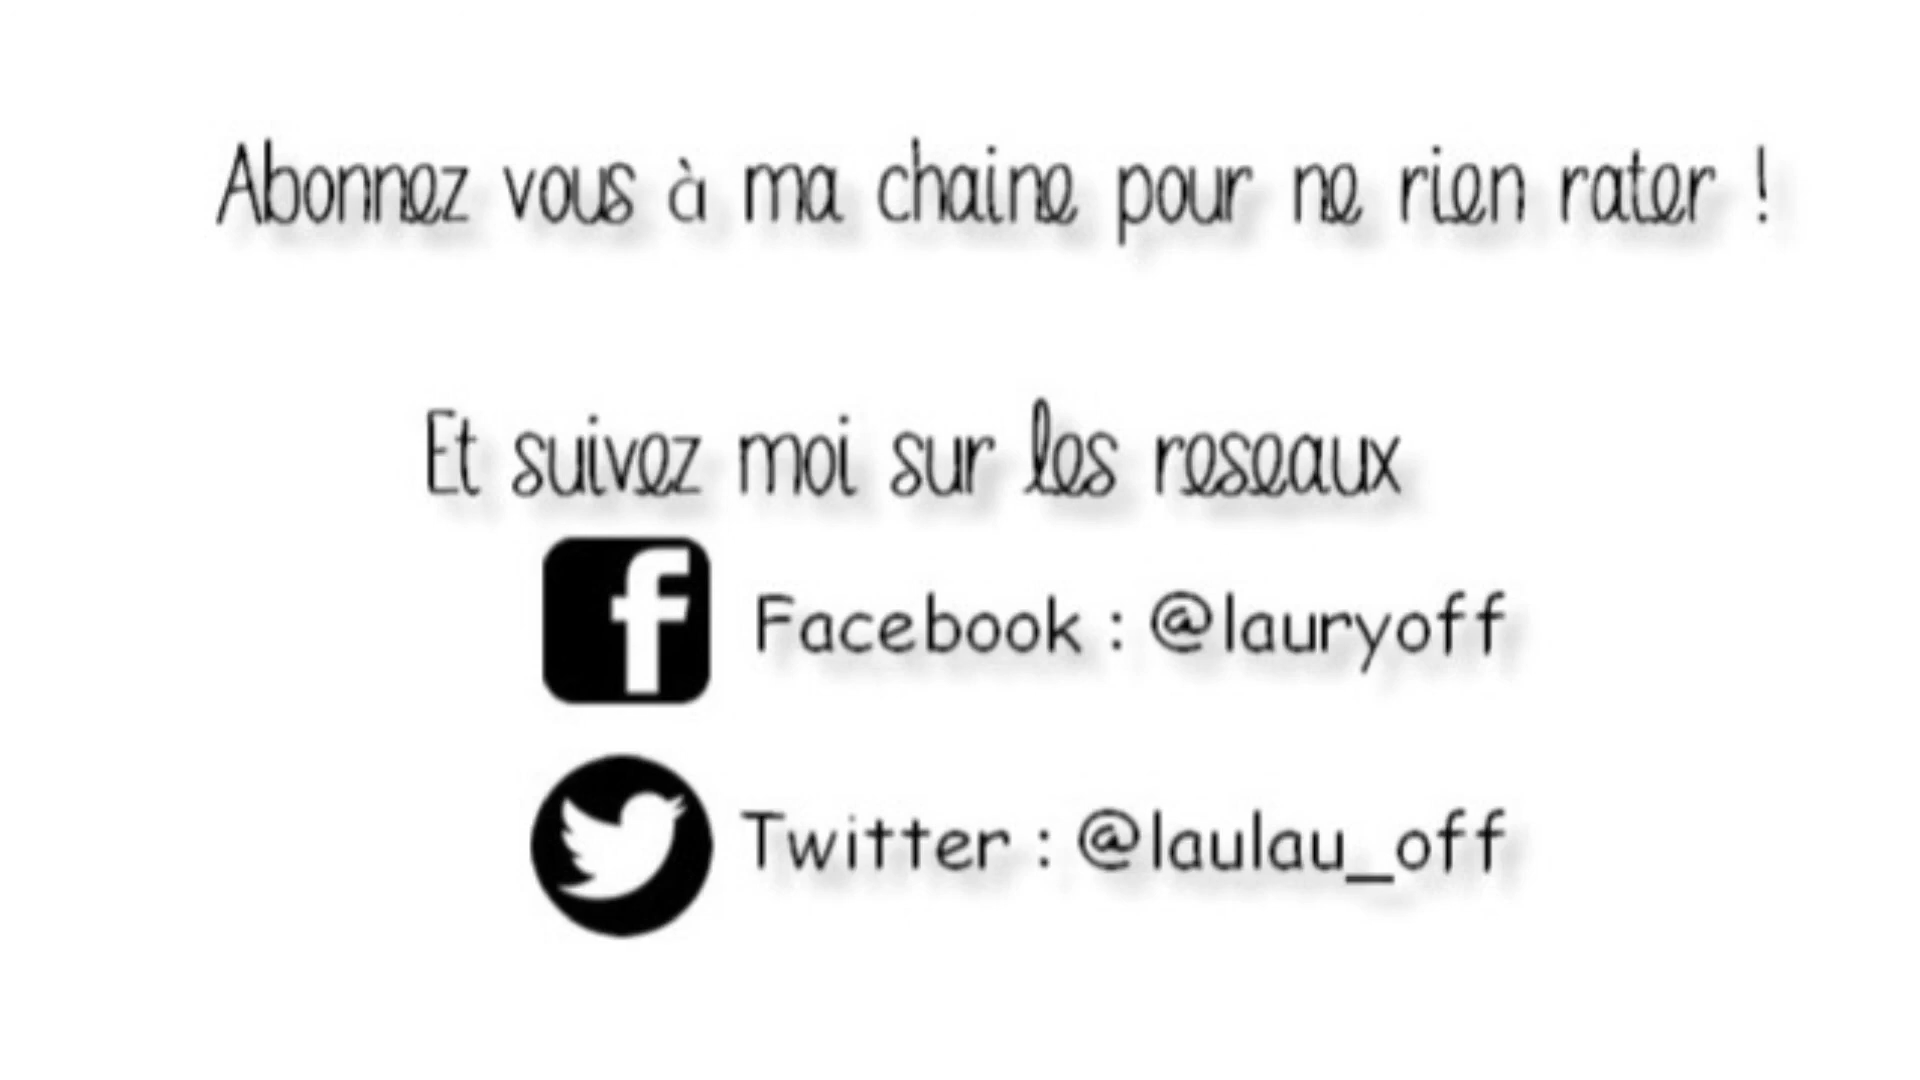 Abonnez vous à ma chaine pour ne rien rater !
Et suivez moi sur les reseaux
Facebook : @lauryoff
Twitter : @laulau_off